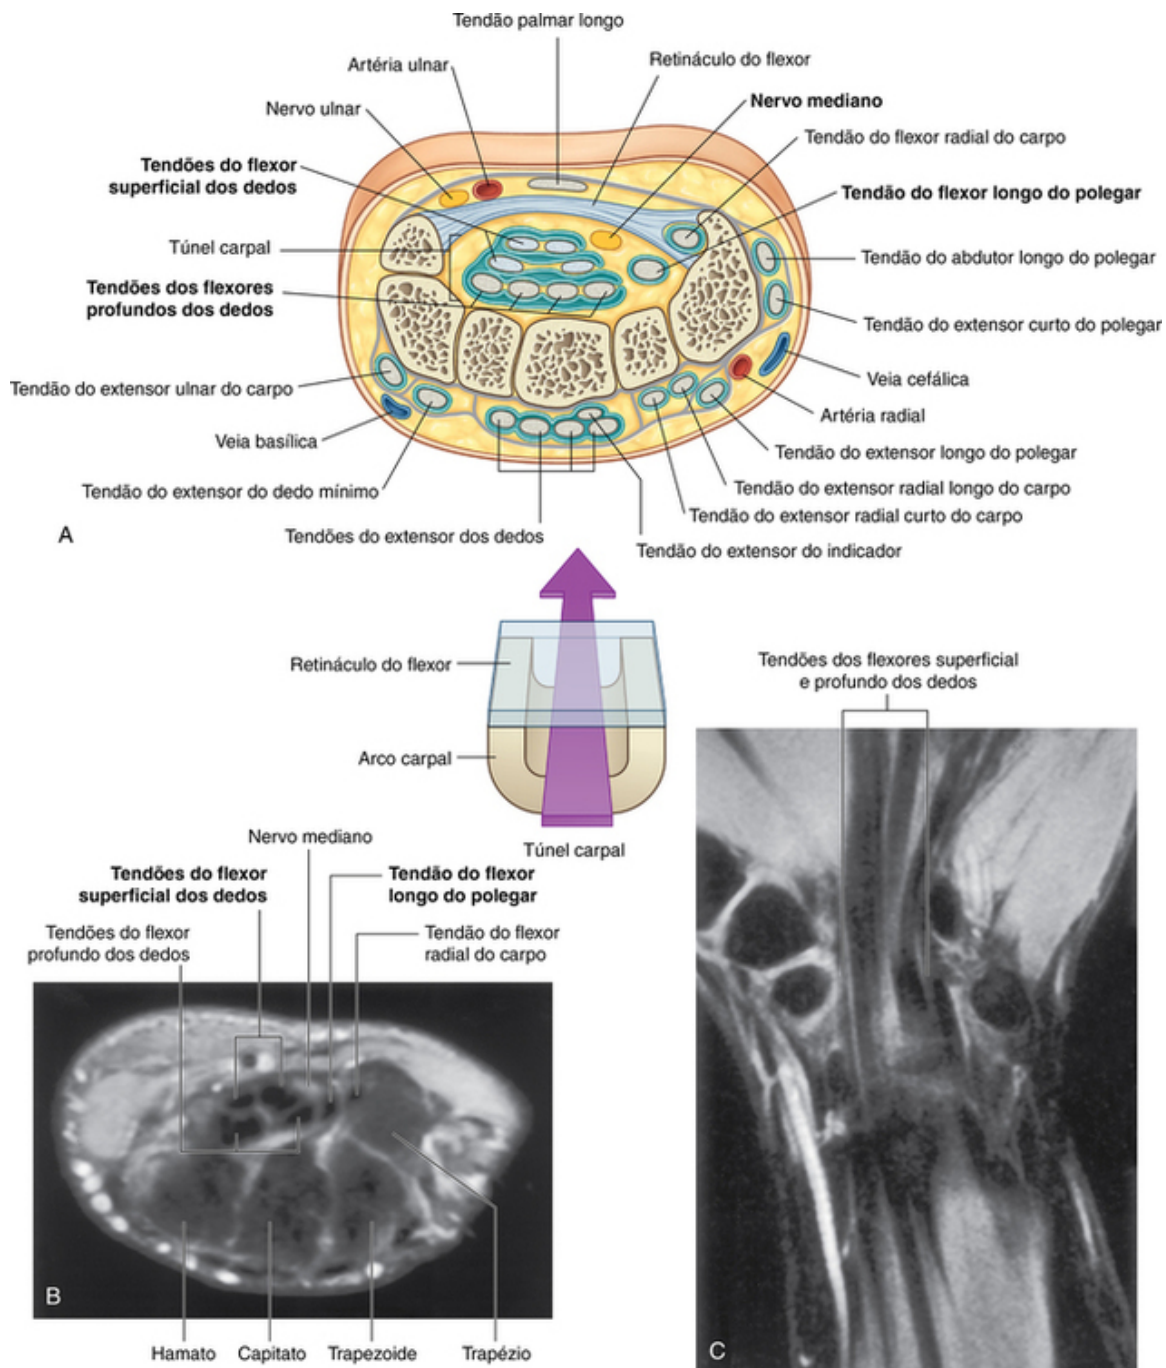 Tendão palmar longo
Artéria ulnar
Retináculo do flexor
Nervo ulnar
Nervo mediano
Tendão do flexor radial do carpo
Tendões do flexor
superficial dos dedos
Tendão do flexor longo do polegar
Túnel carpal
Tendão do abdutor longo do polegar
Tendões dos flexores
profundos dos dedos
Tendão do extensor curto do polegar
Tendão do extensor ulnar do carpo
Veia cefálica
Artéria radial
Veia basílica
Tendão do extensor longo do polegar
Tendão do extensor do dedo mínimo
Tendão do extensor radial longo do carpo
Tendão do extensor radial curto do carpo
A
Tendões do extensor dos dedos
Tendão do extensor do indicador
Retináculo do flexor
Arco carpal
Túnel carpal
Tendões dos flexores superficial
e profundo dos dedos
Nervo mediano
Tendões do flexor
superficial dos dedos
Tendão do flexor
longo do polegar
Tendões do flexor
profundo dos dedos
Tendão do flexor
radial do carpo
B
Hamato
Capitato
Trapezoide
Trapézio
C